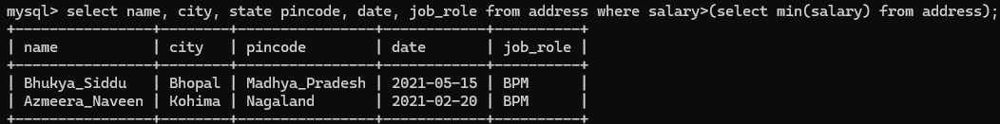 mysql> select name, city, state pincode, date, job_role from address where salary>(select min(salary) from address);
+----------------+--------+----------------+------------+----------+
| name           | city   | pincode        | date       | job_role |
+----------------+--------+----------------+------------+----------+
| Bhukya_Siddu   | Bhopal | Madhya_Pradesh | 2021-05-15 | BPM      |
| Azmeera_Naveen | Kohima | Nagaland       | 2021-02-20 | BPM      |
+----------------+--------+----------------+------------+----------+